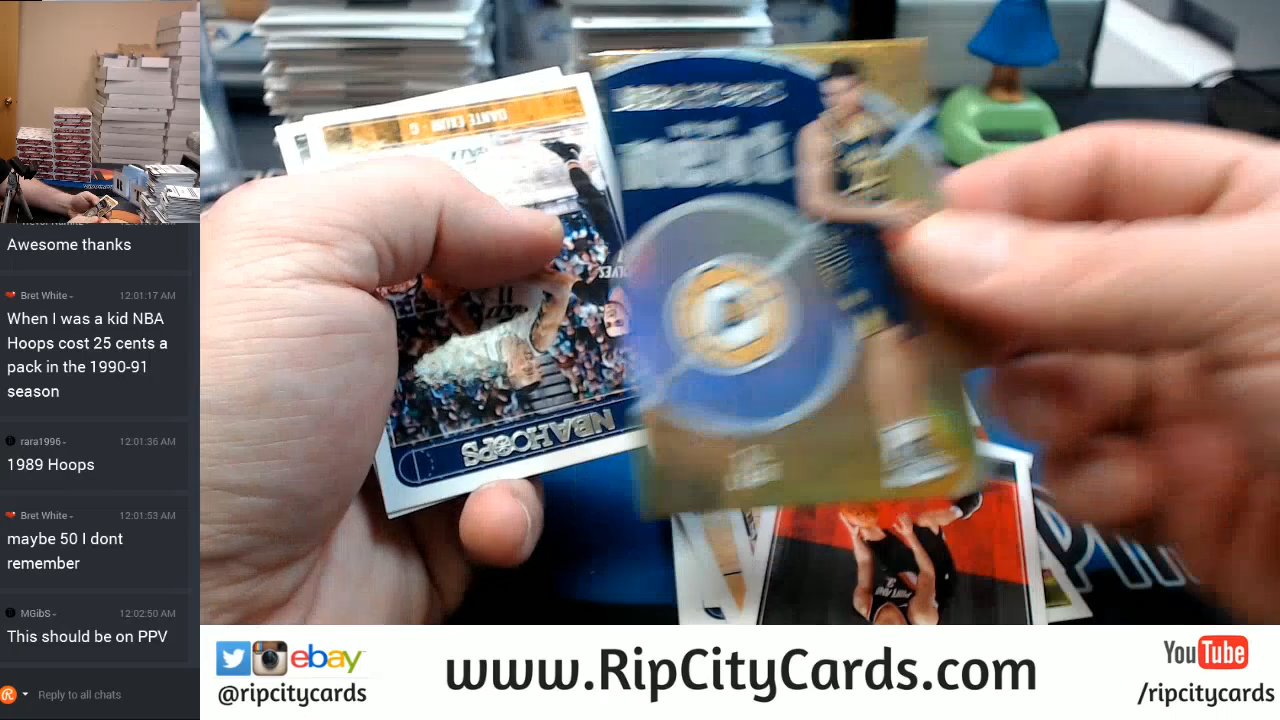 Awesome thanks
Bret White - 12:01:17 AM
When I was a kid NBA
Hoops cost 25 cents a
pack in the 1990-91
season
rara1996 - 12:01:36 AM
1989 Hoops
Bret White - 12:01:53 AM
maybe 50 I dont
remember
MGibS - 12:02:50 AM
This should be on PPV
Reply to all chats
DANTE EXUM - G
NBA HOOPS
ebay
@ripcitycards
www.RipCityCards.com
YouTube
/ripcitycards